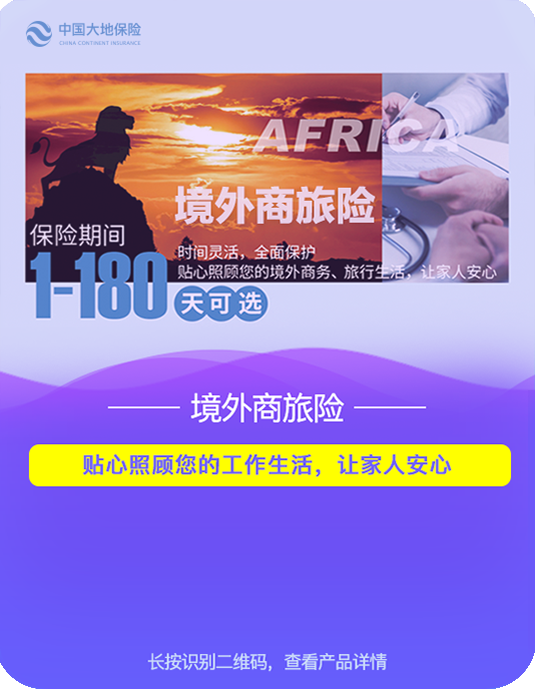 中国大地保险
CHINA CONTINENT INSURANCE
AFRICA
境外商旅险
保险期间
时间灵活，全面保护
贴心照顾您的境外商务、旅行生活，让家人安心
1-180
天可选
境外商旅险
贴心照顾您的工作生活，让家人安心
长按识别二维码，查看产品详情